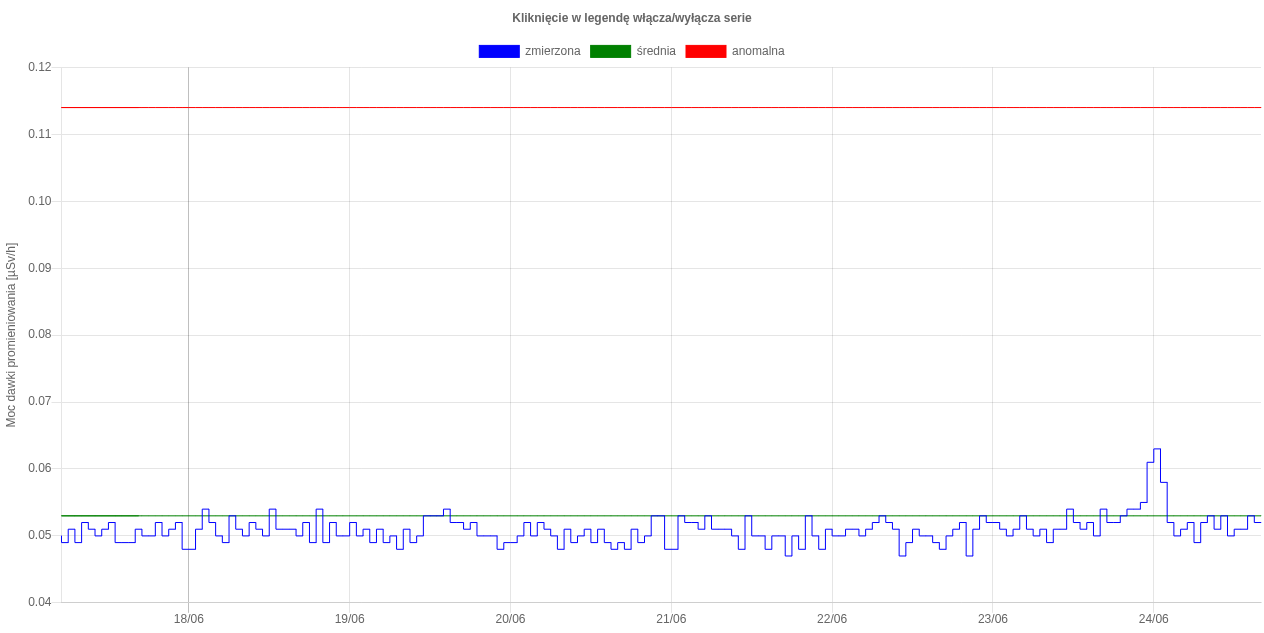 Kliknięcie w legendę włącza/wyłącza serie
zmierzona średnia anomalna
0.12
0.11
0.10
0.09
0.08
0.07
0.06
0.05
0.04
Moc dawki promieniowania [µSv/h]
18/06 19/06 20/06 21/06 22/06 23/06 24/06